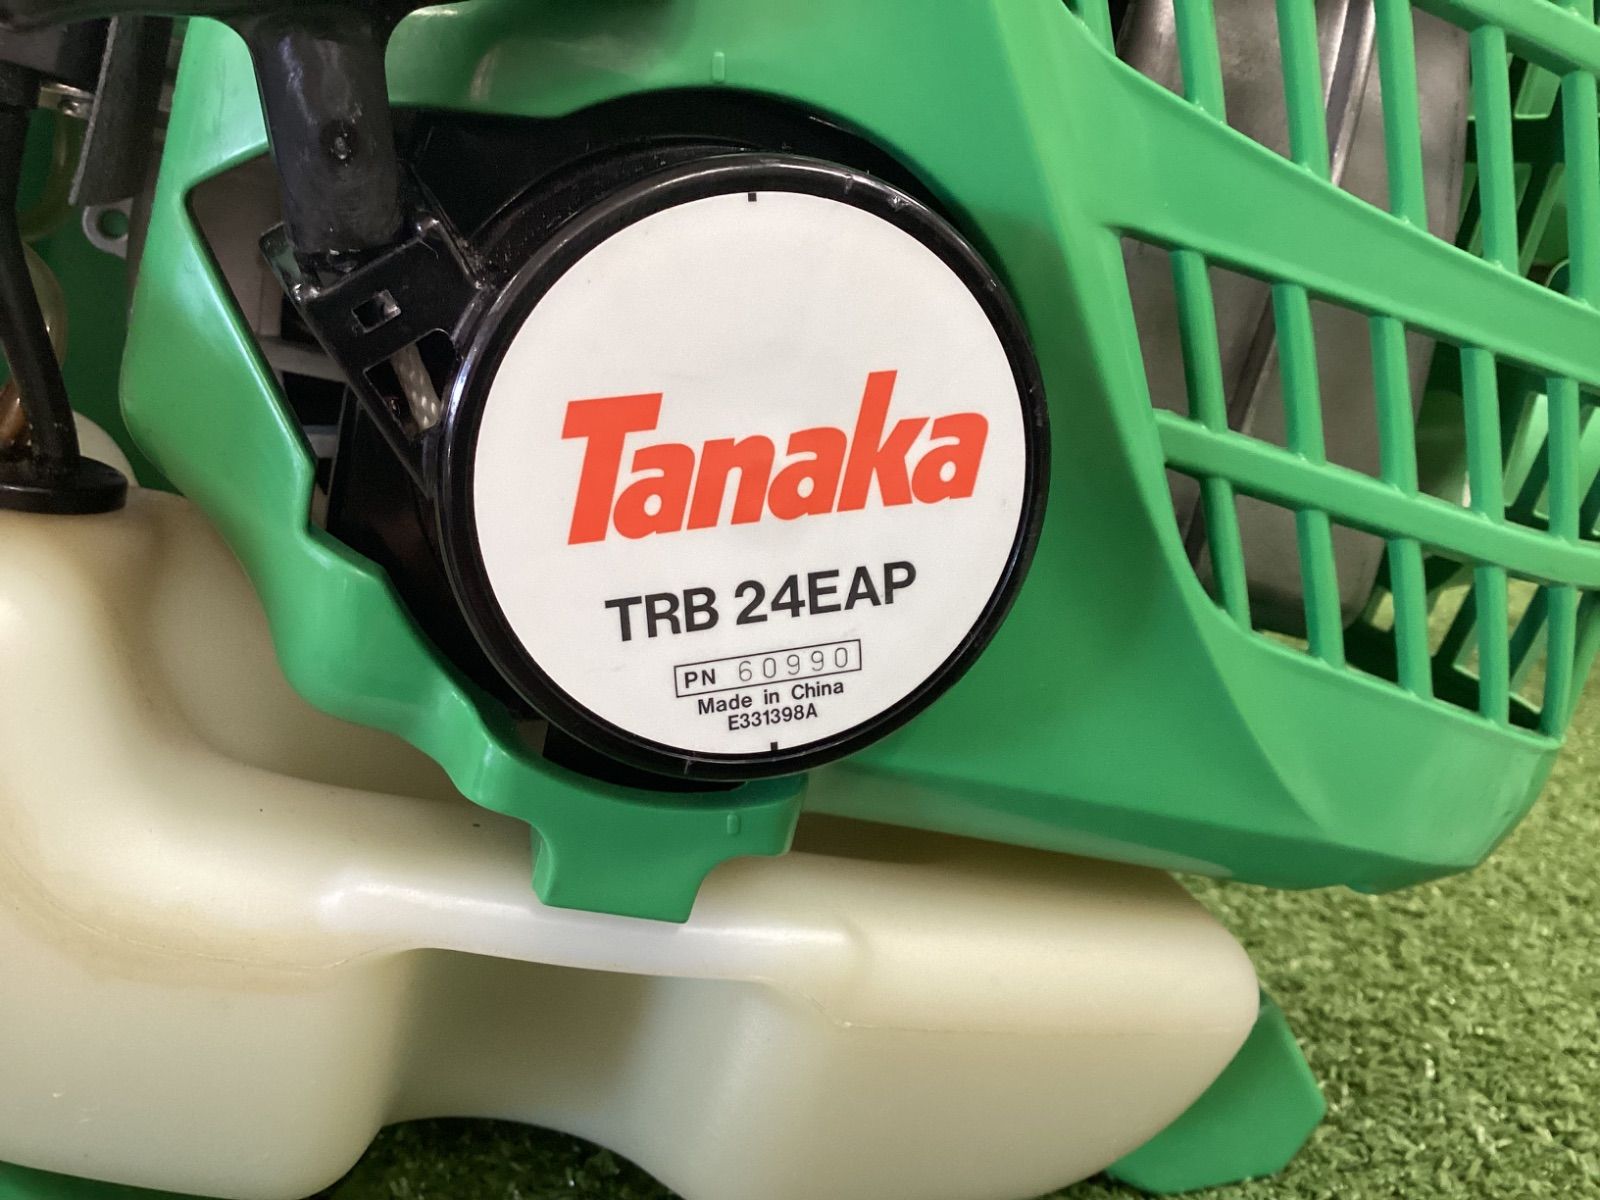 Tanaka
TRB 24EAP
PN 60990
Made in China
E331398A